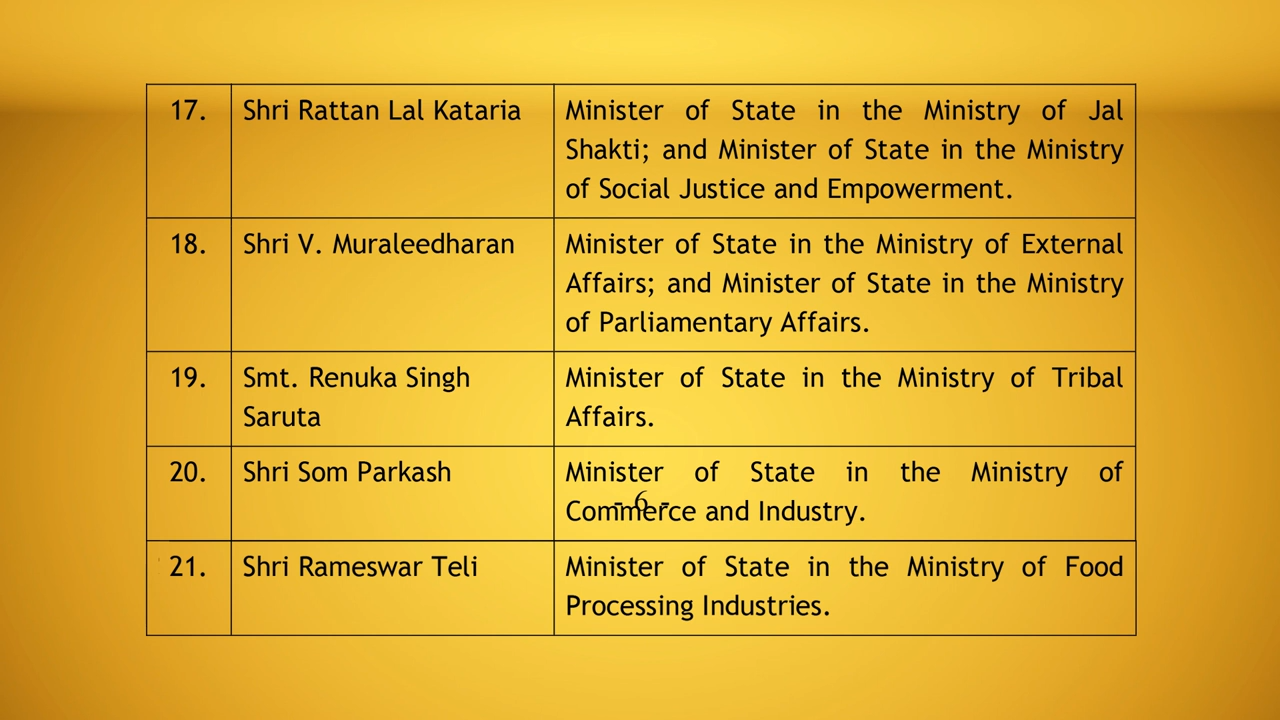 17. Shri Rattan Lal Kataria Minister of State in the Ministry of Jal
Shakti; and Minister of State in the Ministry
of Social Justice and Empowerment.
18. Shri V. Muraleedharan Minister of State in the Ministry of External
Affairs; and Minister of State in the Ministry
of Parliamentary Affairs.
19. Smt. Renuka Singh Minister of State in the Ministry of Tribal
Saruta Affairs.
20. Shri Som Parkash Minister of State in the Ministry of
- 6 -
Commerce and Industry.
21. Shri Rameswar Teli Minister of State in the Ministry of Food
Processing Industries.